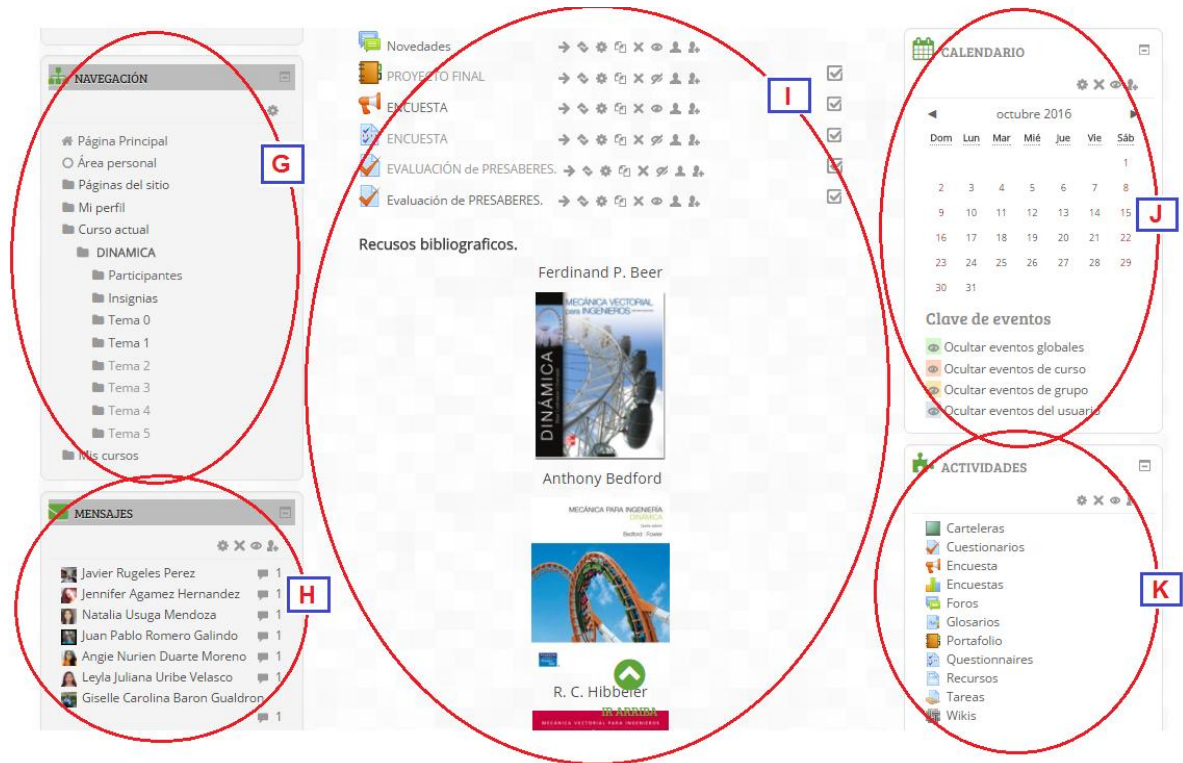 NAVEGACIÓN
Página Principal
Área personal
Páginas del sitio
Mi perfil
Curso actual
DINAMICA
Participantes
Insignias
Tema 0
Tema 1
Tema 2
Tema 3
Tema 4
Tema 5
Mis cursos
G
MENSAJES
Javier Rugeles Perez 1
Jennifer Agamez Hernandez 1
Natalia Usuga Mendoza 1
Juan Pablo Romero Galindo 1
Angie Nurien Duarte Moreno 1
Leyla Juliana Uribe Velasco 1
Giselle Carolina Baron Gualdron
1
H
Novedades
PROYECTO FINAL
ENCUESTA
ENCUESTA
EVALUACIÓN de PRESABERES.
Evaluación de PRESABERES.
I
Recusos bibliograficos.
Ferdinand P. Beer
MECÁNICA VECTORIAL
para INGENIEROS
DINÁMICA
Anthony Bedford
MECÁNICA PARA INGENIERÍA
DINÁMICA
Bedford Fowler
R. C. Hibbeler
IR ARRIBA
MECÁNICA VECTORIAL PARA INGENIEROS
CALENDARIO
octubre 2016
Dom Lun Mar Mié Jue Vie Sáb
1
2 3 4 5 6 7 8
9 10 11 12 13 14 15
16 17 18 19 20 21 22
23 24 25 26 27 28 29
30 31
J
Clave de eventos
Ocultar eventos globales
Ocultar eventos de curso
Ocultar eventos de grupo
Ocultar eventos del usuario
ACTIVIDADES
Carteleras
Cuestionarios
Encuesta
Encuestas
Foros
Glosarios
Portafolio
Questionnaires
Recursos
Tareas
Wikis
K